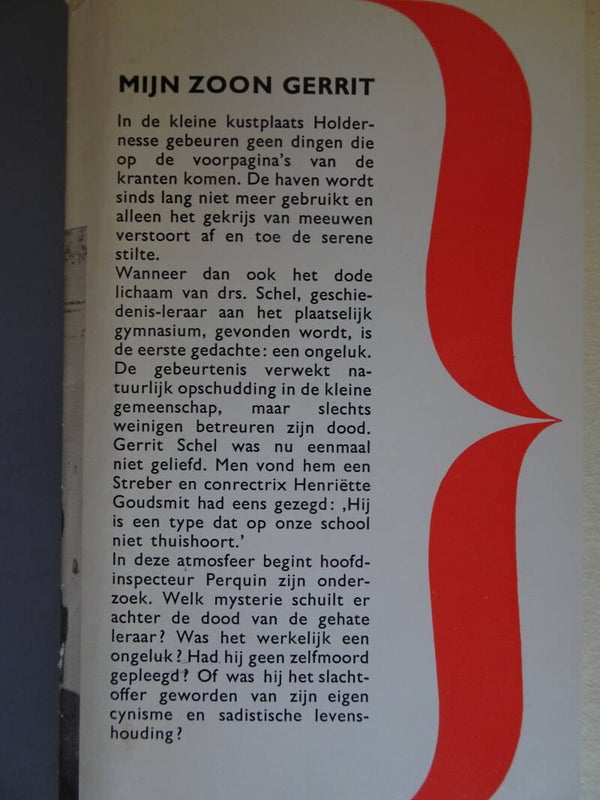 MIJN ZOON GERRIT
In de kleine kustplaats Holder-
nesse gebeuren geen dingen die
op de voorpagina's van de
kranten komen. De haven wordt
sinds lang niet meer gebruikt en
alleen het gekrijs van meeuwen
verstoort af en toe de serene
stilte.
Wanneer dan ook het dode
lichaam van drs. Schel, geschie-
denis-leraar aan het plaatselijk
gymnasium, gevonden wordt, is
de eerste gedachte: een ongeluk.
De gebeurtenis verwekt na-
tuurlijk opschudding in de kleine
gemeenschap, maar slechts
weinigen betreuren zijn dood.
Gerrit Schel was nu eenmaal
niet geliefd. Men vond hem een
Streber en conrectrix Henriëtte
Goudsmit had eens gezegd: ‚Hij
is een type dat op onze school
niet thuishoort.’
In deze atmosfeer begint hoofd-
inspecteur Perquin zijn onder-
zoek. Welk mysterie schuilt er
achter de dood van de gehate
leraar? Was het werkelijk een
ongeluk? Had hij geen zelfmoord
gepleegd? Of was hij het slacht-
offer geworden van zijn eigen
cynisme en sadistische levens-
houding?